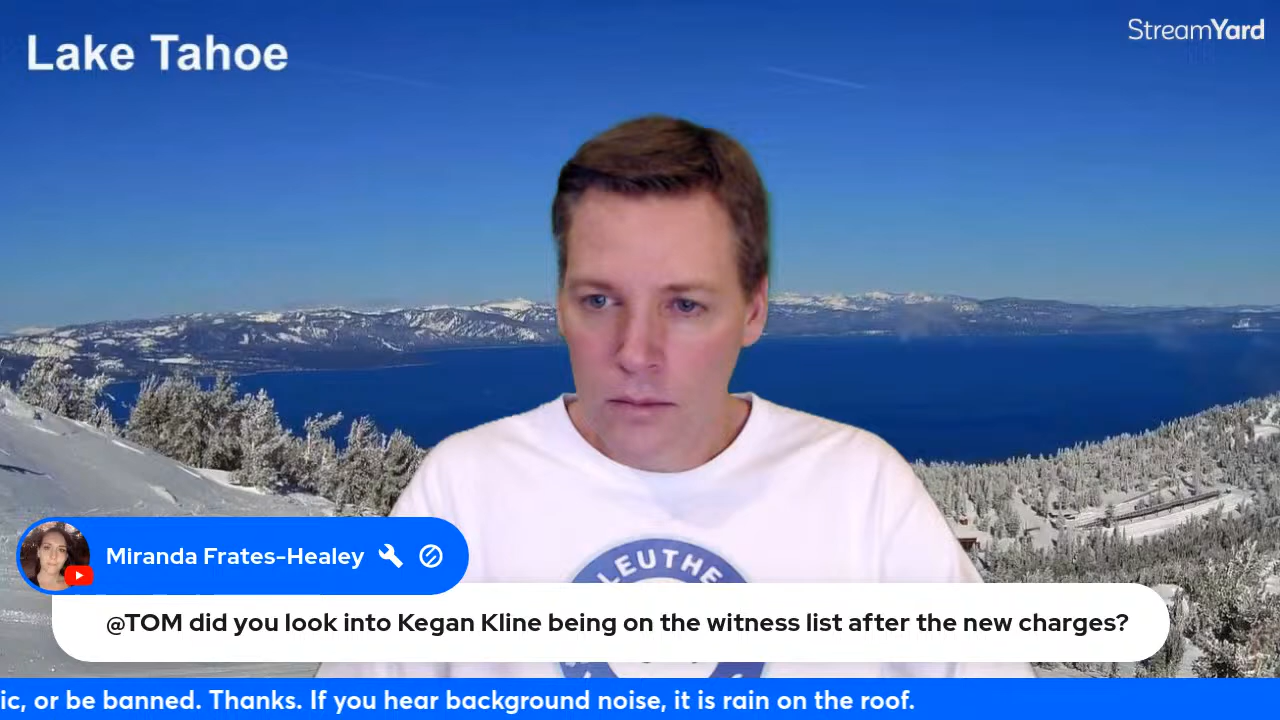 Lake Tahoe
StreamYard
LEUTHE
Miranda Frates-Healey
@TOM did you look into Kegan Kline being on the witness list after the new charges?
ic, or be banned. Thanks. If you hear background noise, it is rain on the roof.